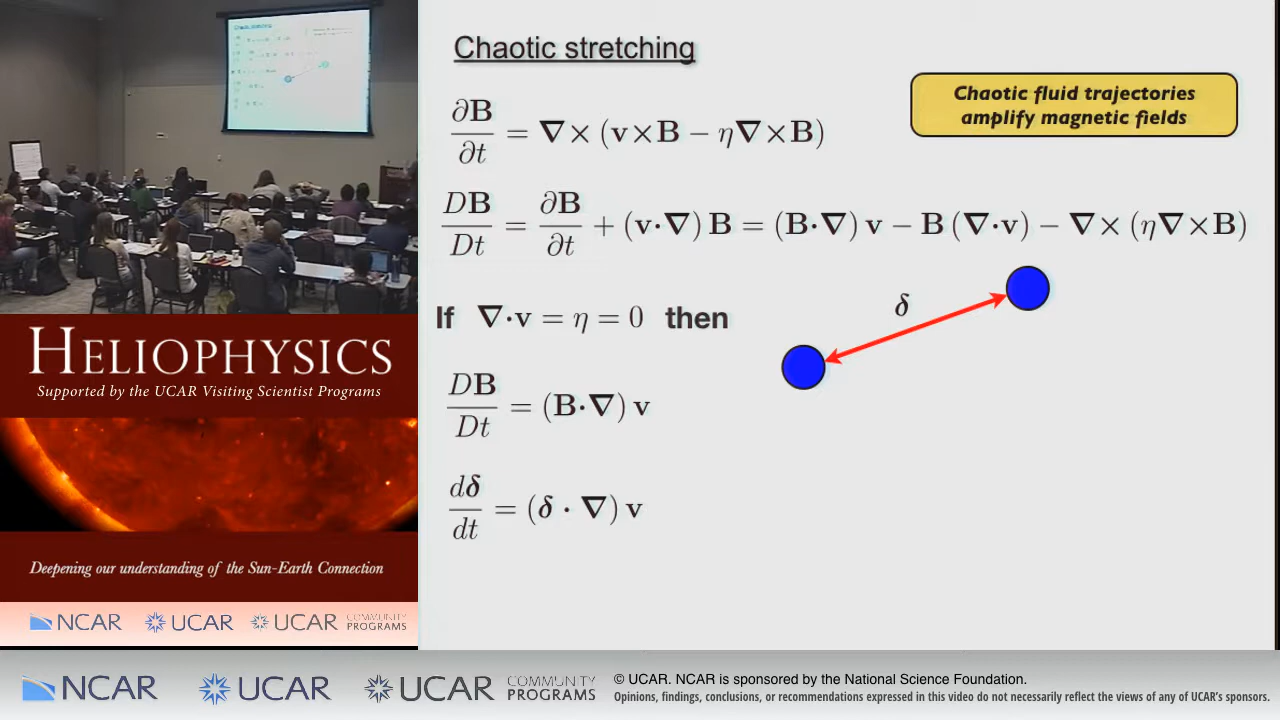 Chaotic stretching
Chaotic fluid trajectories
amplify magnetic fields
∂B/∂t = ∇× (v×B − η∇×B)
DB/Dt = ∂B/∂t + (v·∇) B = (B·∇) v − B (∇·v) − ∇× (η∇×B)
If ∇·v = η = 0 then
δ
DB/Dt = (B·∇) v
dδ/dt = (δ · ∇) v
HELIOPHYSICS
Supported by the UCAR Visiting Scientist Programs
Deepening our understanding of the Sun-Earth Connection
NCAR UCAR UCAR COMMUNITY PROGRAMS
NCAR UCAR UCAR COMMUNITY PROGRAMS
© UCAR. NCAR is sponsored by the National Science Foundation.
Opinions, findings, conclusions, or recommendations expressed in this video do not necessarily reflect the views of any of UCAR's sponsors.